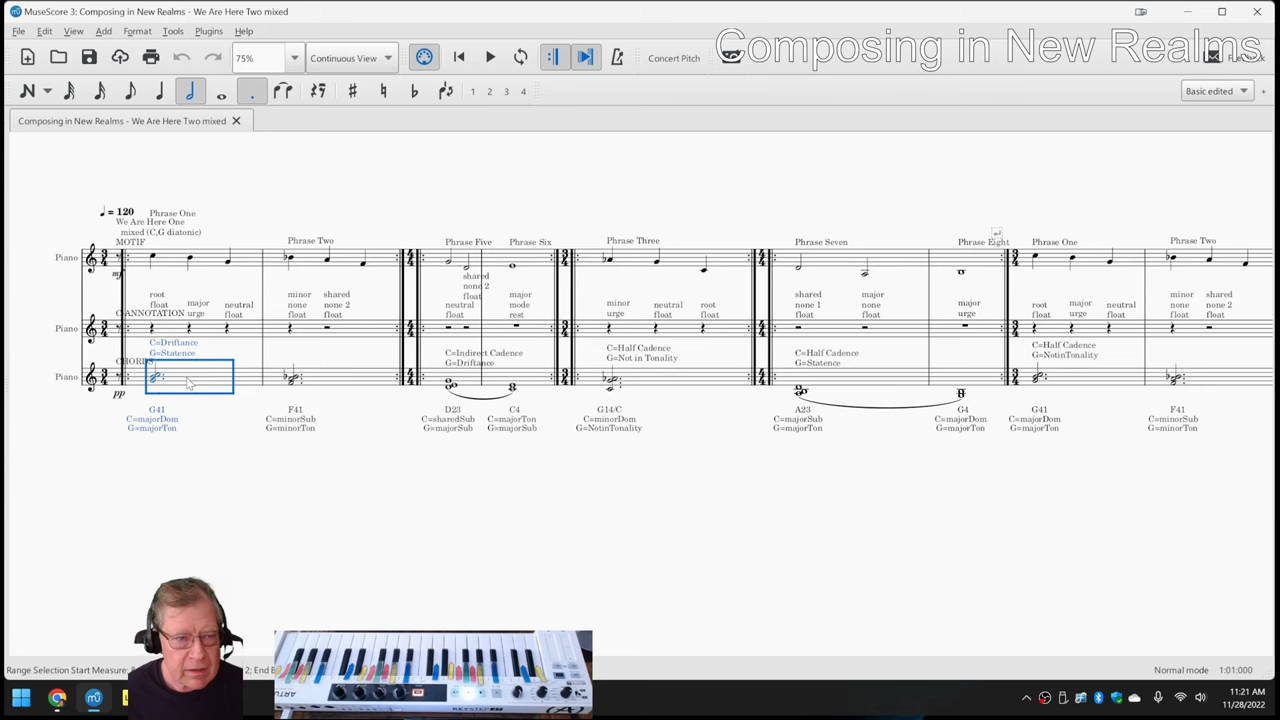 MuseScore 3: Composing in New Realms - We Are Here Two mixed
File Edit View Add Format Tools Plugins Help
Composing in New Realms
75% Continuous View Concert Pitch
1 2 3 4 Basic edited
Composing in New Realms - We Are Here Two mixed
= 120 Phrase One
We Are Here One
mixed (C,G diatonic)
MOTIF Phrase Two Phrase Five Phrase Six Phrase Three Phrase Seven Phrase Eight Phrase One Phrase Two
Piano
mf
shared
none 2
float
root major neutral minor shared neutral major minor neutral root shared major major root major neutral minor shared
float urge float none none 2 float mode urge float float none 1 none urge float urge float none none 2
float float rest float float float float
C ANNOTATION
Piano
C=Driftance C=Indirect Cadence C=Half Cadence C=Half Cadence C=Half Cadence
G=Statence G=Driftance G=Not in Tonality G=Statence G=NotinTonality
CHORDS
Piano
pp
G41 F41 D23 C4 G14/C A23 G4 G41 F41
C=majorDom C=minorSub C=sharedSub C=majorTon C=minorDom C=majorSub C=majorDom C=majorDom C=minorSub
G=majorTon G=minorTon G=majorSub G=majorSub G=NotinTonality G=majorTon G=majorTon G=majorTon G=minorTon
Range Selection Start Measure:
2; End B
Normal mode 1:01:000
11:21 AM
11/28/2022